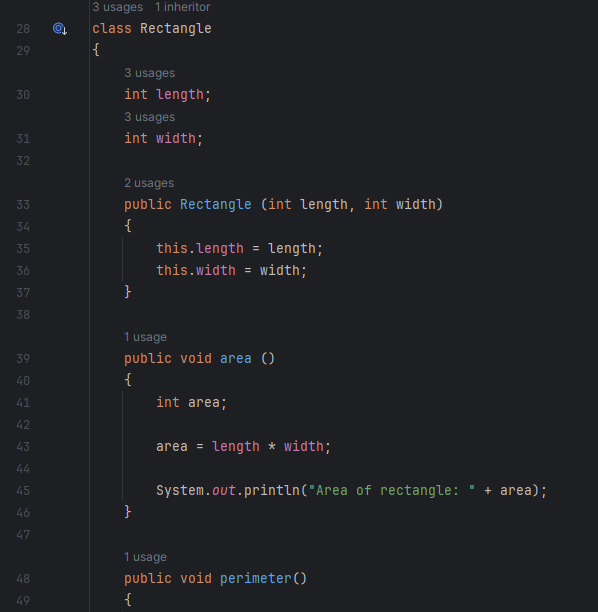 3 usages   1 inheritor
28 class Rectangle
29 {
3 usages
30 int length;
3 usages
31 int width;
32
2 usages
33 public Rectangle (int length, int width)
34 {
35 this.length = length;
36 this.width = width;
37 }
38
1 usage
39 public void area ()
40 {
41 int area;
42
43 area = length * width;
44
45 System.out.println("Area of rectangle: " + area);
46 }
47
1 usage
48 public void perimeter()
49 {